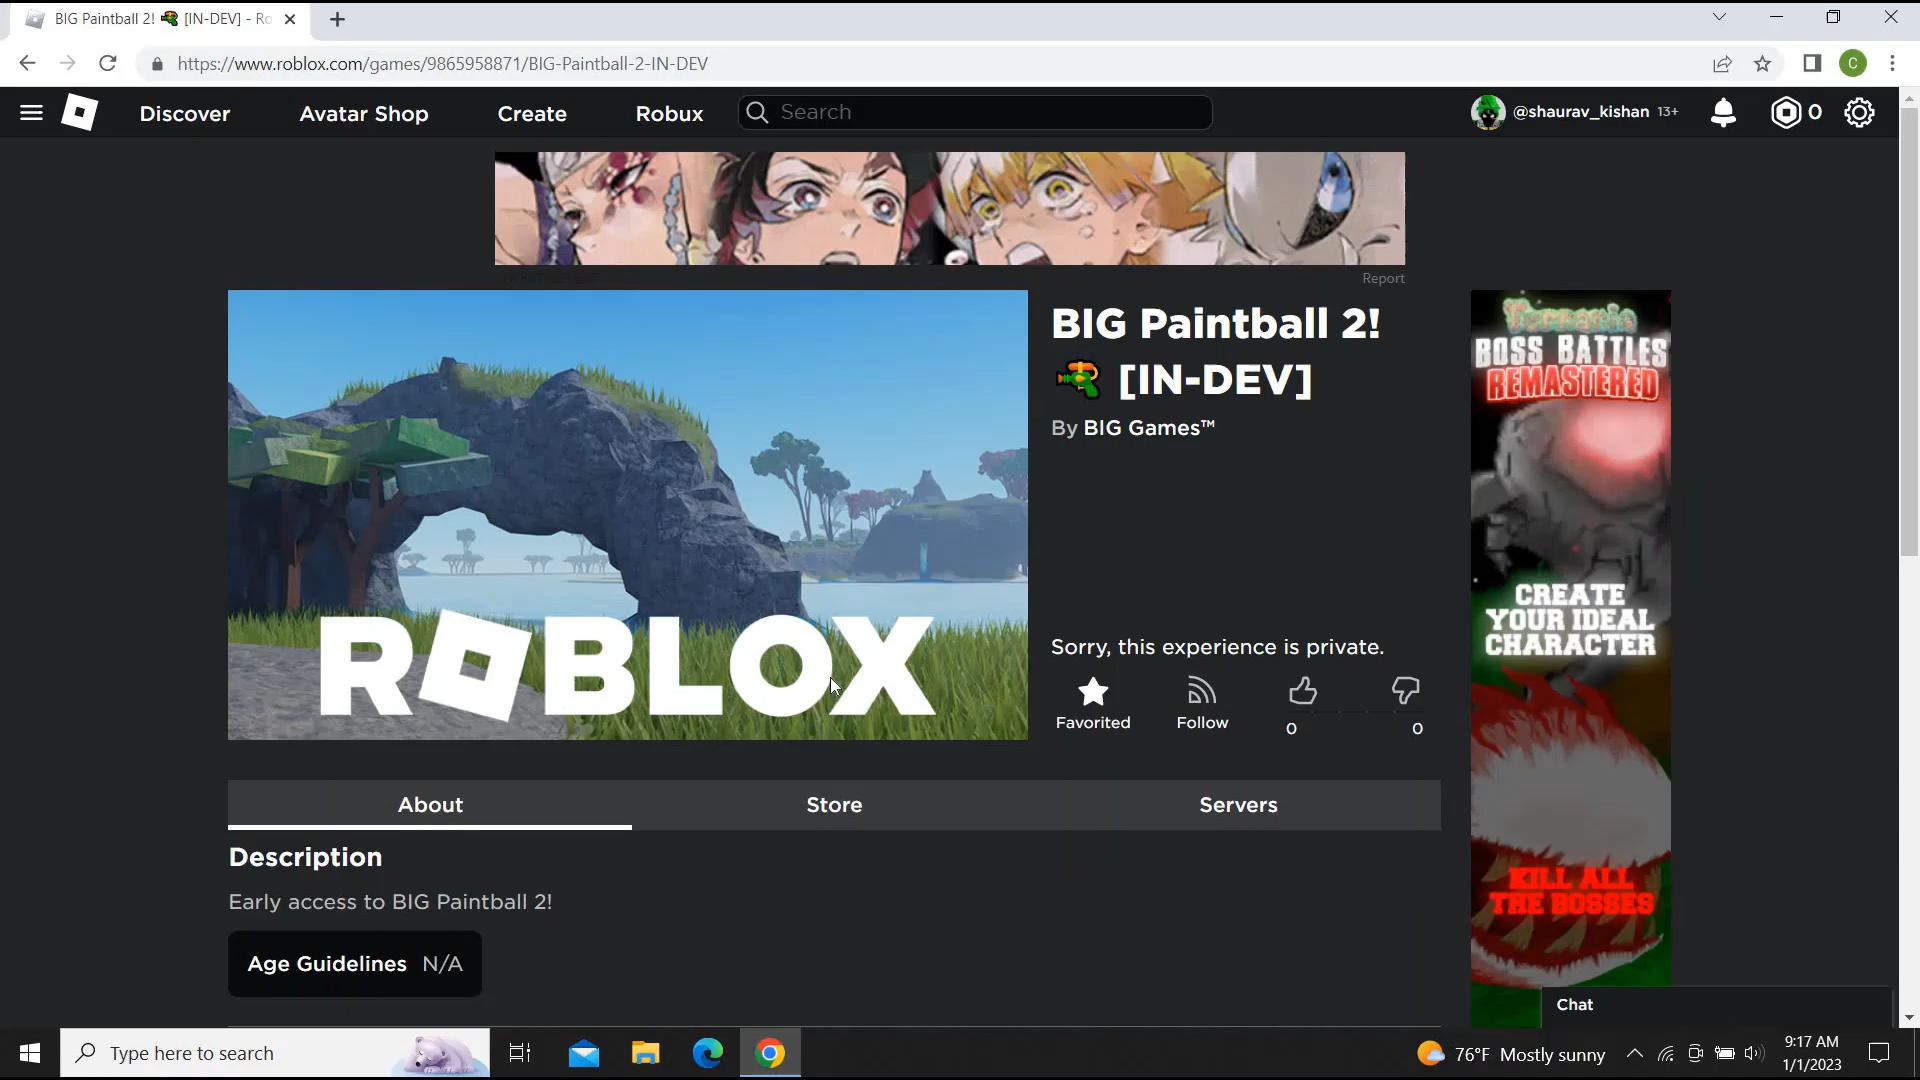 BIG Paintball 2! 🔫 [IN-DEV] - Ro
https://www.roblox.com/games/9865958871/BIG-Paintball-2-IN-DEV
C
Discover
Avatar Shop
Create
Robux
Search
@shaurav_kishan 13+
0
Report
BIG Paintball 2!
🔫 [IN-DEV]
By BIG Games™
ROBLOX
Sorry, this experience is private.
Favorited
Follow
0
0
Terraria
BOSS BATTLES
REMASTERED
CREATE
YOUR IDEAL
CHARACTER
KILL ALL
THE BOSSES
About
Store
Servers
Description
Early access to BIG Paintball 2!
Age Guidelines N/A
Chat
Type here to search
76°F Mostly sunny
9:17 AM
1/1/2023